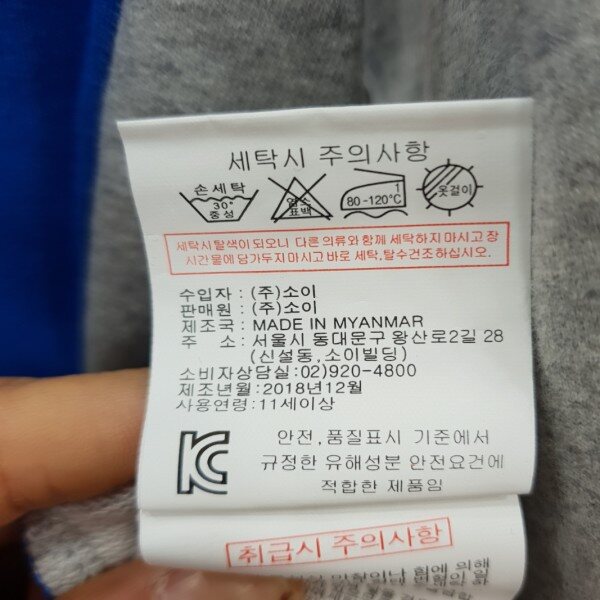 세탁시 주의사항
손세탁
30°
중성
염소
표백
1
80-120°C
옷걸이
세탁시 탈색이 되오니 다른 의류와 함께 세탁하지 마시고 장
시간 물에 담가두지 마시고 바로 세탁,탈수건조하십시오.
수입자 : (주)소이
판매원 : (주)소이
제조국 : MADE IN MYANMAR
주 소 : 서울시 동대문구 왕산로2길 28
(신설동,소이빌딩)
소비자상담실:02)920-4800
제조년월:2018년12월
사용연령:11세이상
안전,품질표시 기준에서
규정한 유해성분 안전요건에
적합한 제품임
취급시 주의사항
힘에 의해